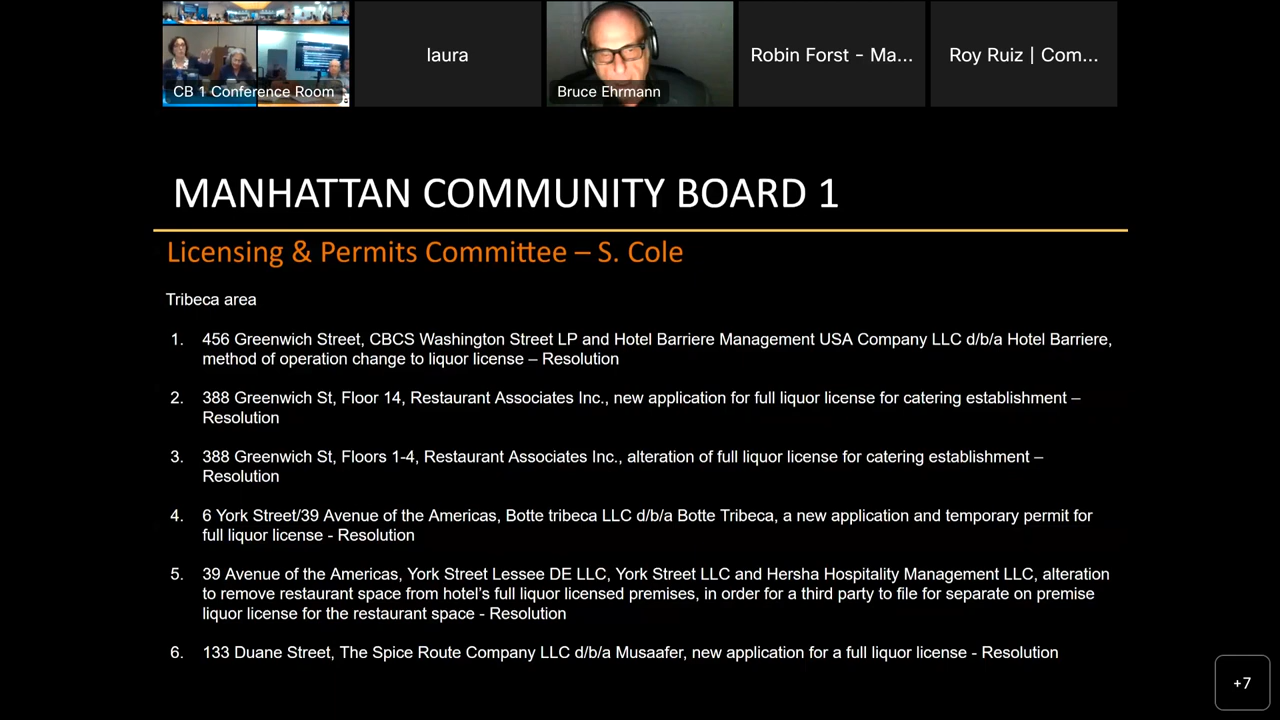 CB 1 Conference Room
laura
Bruce Ehrmann
Robin Forst - Ma...
Roy Ruiz | Com...
MANHATTAN COMMUNITY BOARD 1
Licensing & Permits Committee – S. Cole
Tribeca area
1. 456 Greenwich Street, CBCS Washington Street LP and Hotel Barriere Management USA Company LLC d/b/a Hotel Barriere,
method of operation change to liquor license – Resolution
2. 388 Greenwich St, Floor 14, Restaurant Associates Inc., new application for full liquor license for catering establishment –
Resolution
3. 388 Greenwich St, Floors 1-4, Restaurant Associates Inc., alteration of full liquor license for catering establishment –
Resolution
4. 6 York Street/39 Avenue of the Americas, Botte tribeca LLC d/b/a Botte Tribeca, a new application and temporary permit for
full liquor license - Resolution
5. 39 Avenue of the Americas, York Street Lessee DE LLC, York Street LLC and Hersha Hospitality Management LLC, alteration
to remove restaurant space from hotel's full liquor licensed premises, in order for a third party to file for separate on premise
liquor license for the restaurant space - Resolution
6. 133 Duane Street, The Spice Route Company LLC d/b/a Musaafer, new application for a full liquor license - Resolution
+7